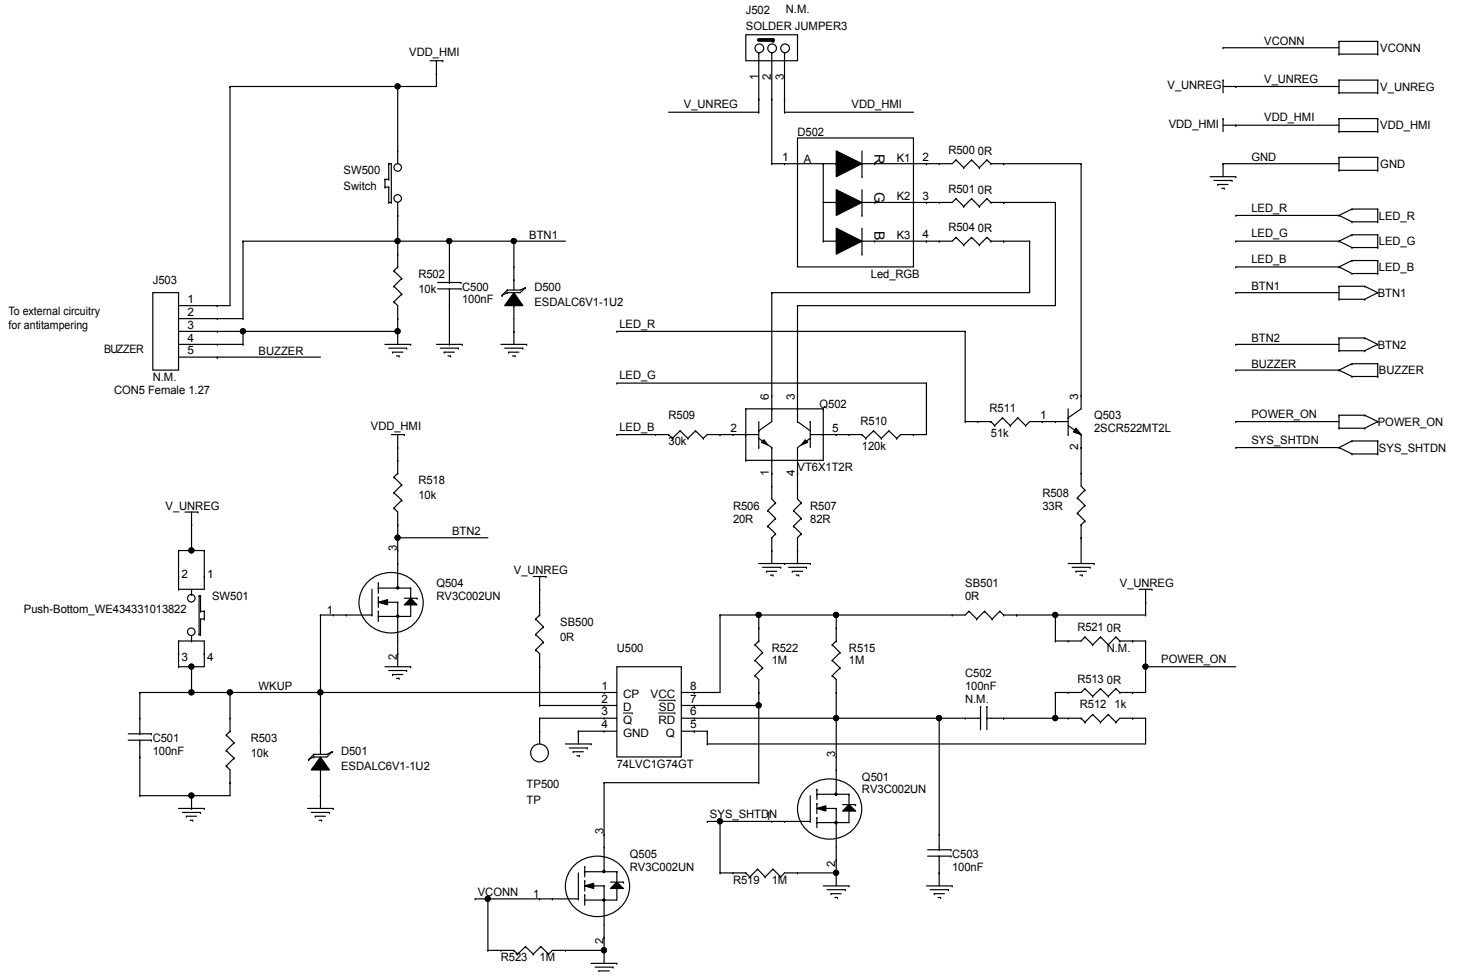 J502 N.M.
SOLDER JUMPER3
1
2
3
V_UNREG
VDD_HMI
VDD_HMI
SW500
Switch
BTN1
R502
10k
C500
100nF
D500
ESDALC6V1-1U2
J503
1
2
3
4
5
To external circuitry
for antitampering
BUZZER
BUZZER
N.M.
CON5 Female 1.27
D502
1 A
R K1 2
G K2 3
B K3 4
R500 0R
R501 0R
R504 0R
Led_RGB
LED_R
LED_G
LED_B
R509
30k
6
3
Q502
2
5
1
4
VT6X1T2R
R510
120k
R506
20R
R507
82R
R511
51k
1
3
2
Q503
2SCR522MT2L
R508
33R
VCONN VCONN
V_UNREG V_UNREG V_UNREG
VDD_HMI VDD_HMI VDD_HMI
GND GND
LED_R LED_R
LED_G LED_G
LED_B LED_B
BTN1 BTN1
BTN2 BTN2
BUZZER BUZZER
POWER_ON POWER_ON
SYS_SHTDN SYS_SHTDN
VDD_HMI
R518
10k
BTN2
3
1
2
Q504
RV3C002UN
V_UNREG
2 1
SW501
Push-Bottom_WE434331013822
3 4
WKUP
C501
100nF
R503
10k
D501
ESDALC6V1-1U2
V_UNREG
SB500
0R
U500
1 CP
2 D
3 Q
4 GND
VCC 8
SD 7
RD 6
Q 5
74LVC1G74GT
TP500
TP
R522
1M
R515
1M
SB501
0R
V_UNREG
R521 0R
N.M.
POWER_ON
C502
100nF
N.M.
R513 0R
R512 1k
3
1
2
Q501
RV3C002UN
SYS_SHTDN
R519 1M
C503
100nF
3
Q505
RV3C002UN
VCONN
1
2
R523 1M